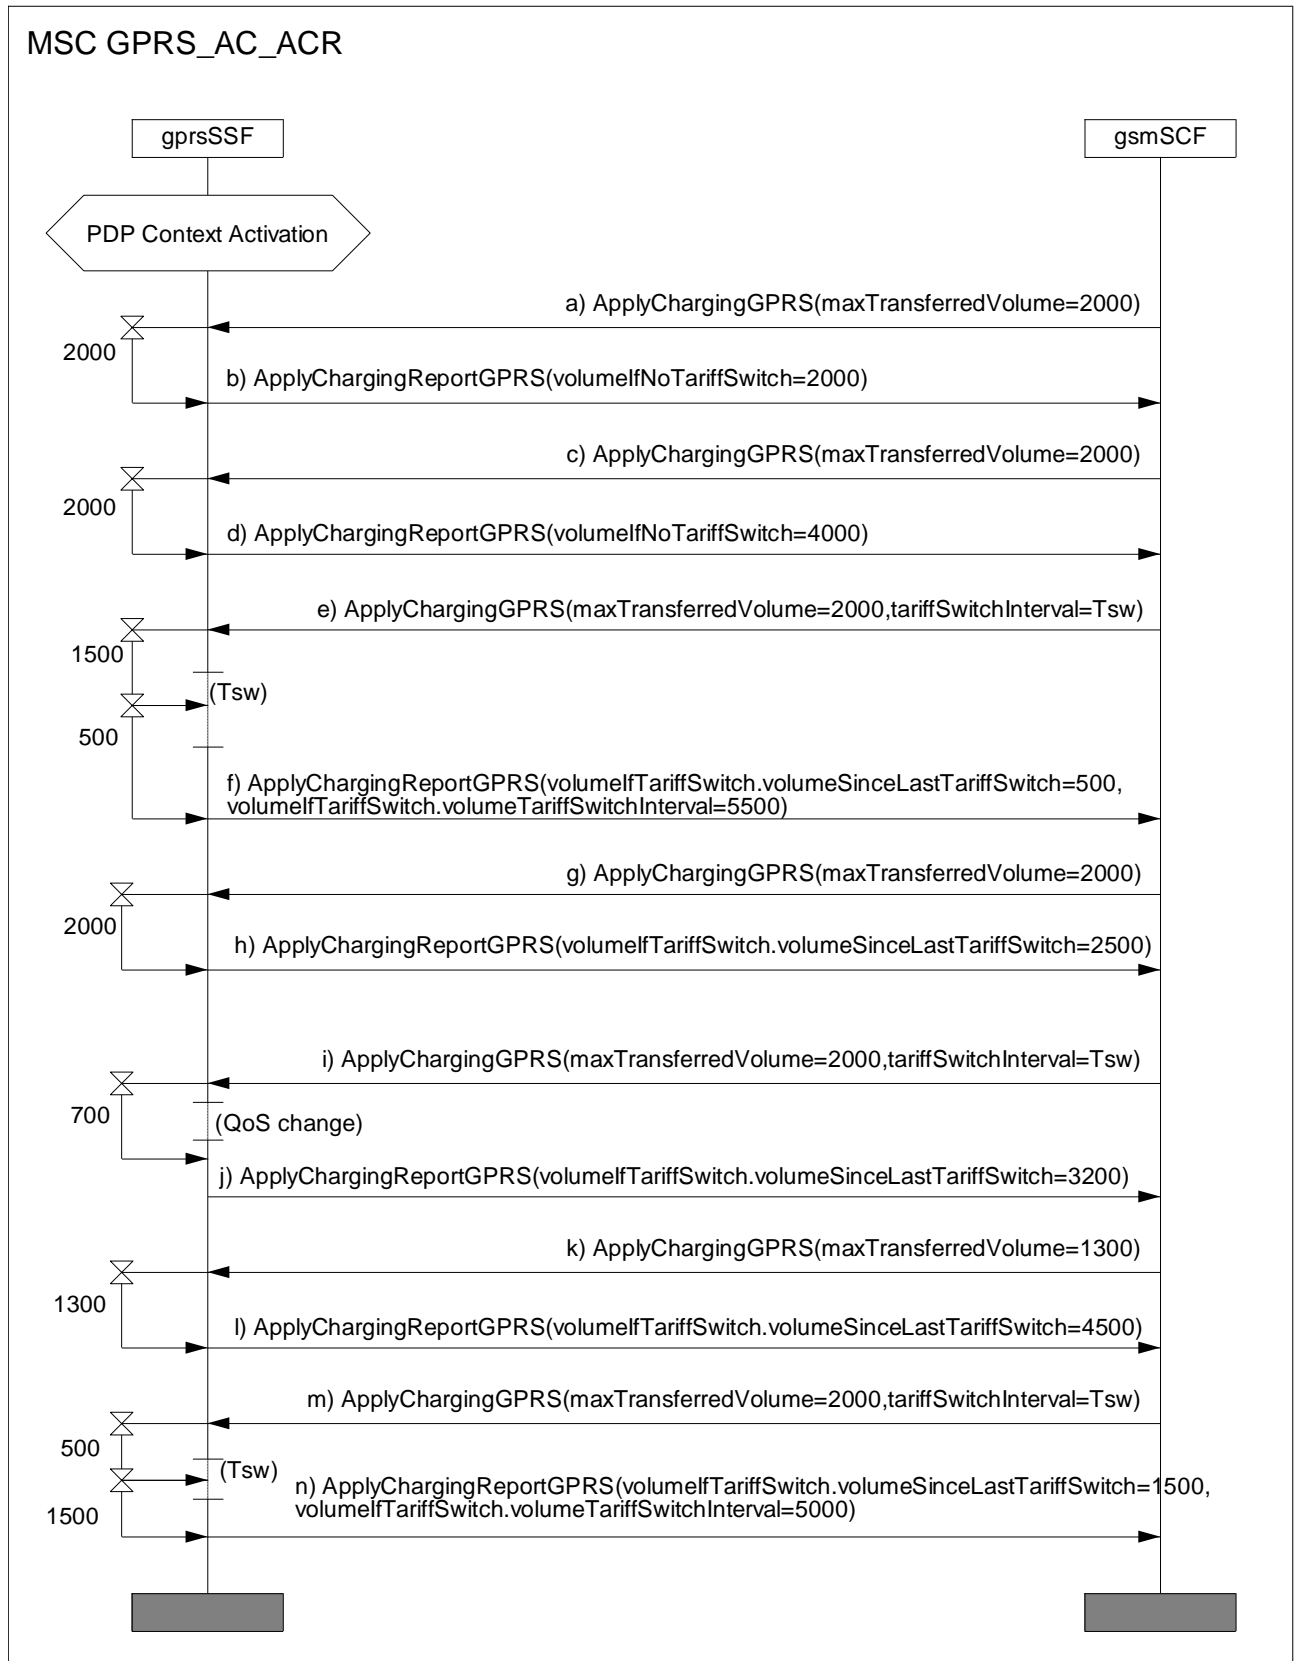 MSC GPRS_AC_ACR
gprsSSF
gsmSCF
PDP Context Activation
a) ApplyChargingGPRS(maxTransferredVolume=2000)
2000
b) ApplyChargingReportGPRS(volumeIfNoTariffSwitch=2000)
c) ApplyChargingGPRS(maxTransferredVolume=2000)
2000
d) ApplyChargingReportGPRS(volumeIfNoTariffSwitch=4000)
e) ApplyChargingGPRS(maxTransferredVolume=2000,tariffSwitchInterval=Tsw)
1500
(Tsw)
500
f) ApplyChargingReportGPRS(volumeIfTariffSwitch.volumeSinceLastTariffSwitch=500,
volumeIfTariffSwitch.volumeTariffSwitchInterval=5500)
g) ApplyChargingGPRS(maxTransferredVolume=2000)
2000
h) ApplyChargingReportGPRS(volumeIfTariffSwitch.volumeSinceLastTariffSwitch=2500)
i) ApplyChargingGPRS(maxTransferredVolume=2000,tariffSwitchInterval=Tsw)
700
(QoS change)
j) ApplyChargingReportGPRS(volumeIfTariffSwitch.volumeSinceLastTariffSwitch=3200)
k) ApplyChargingGPRS(maxTransferredVolume=1300)
1300
l) ApplyChargingReportGPRS(volumeIfTariffSwitch.volumeSinceLastTariffSwitch=4500)
m) ApplyChargingGPRS(maxTransferredVolume=2000,tariffSwitchInterval=Tsw)
500
(Tsw)
n) ApplyChargingReportGPRS(volumeIfTariffSwitch.volumeSinceLastTariffSwitch=1500,
volumeIfTariffSwitch.volumeTariffSwitchInterval=5000)
1500